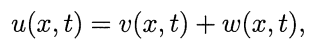 u(x, t) = v(x, t) + w(x, t),